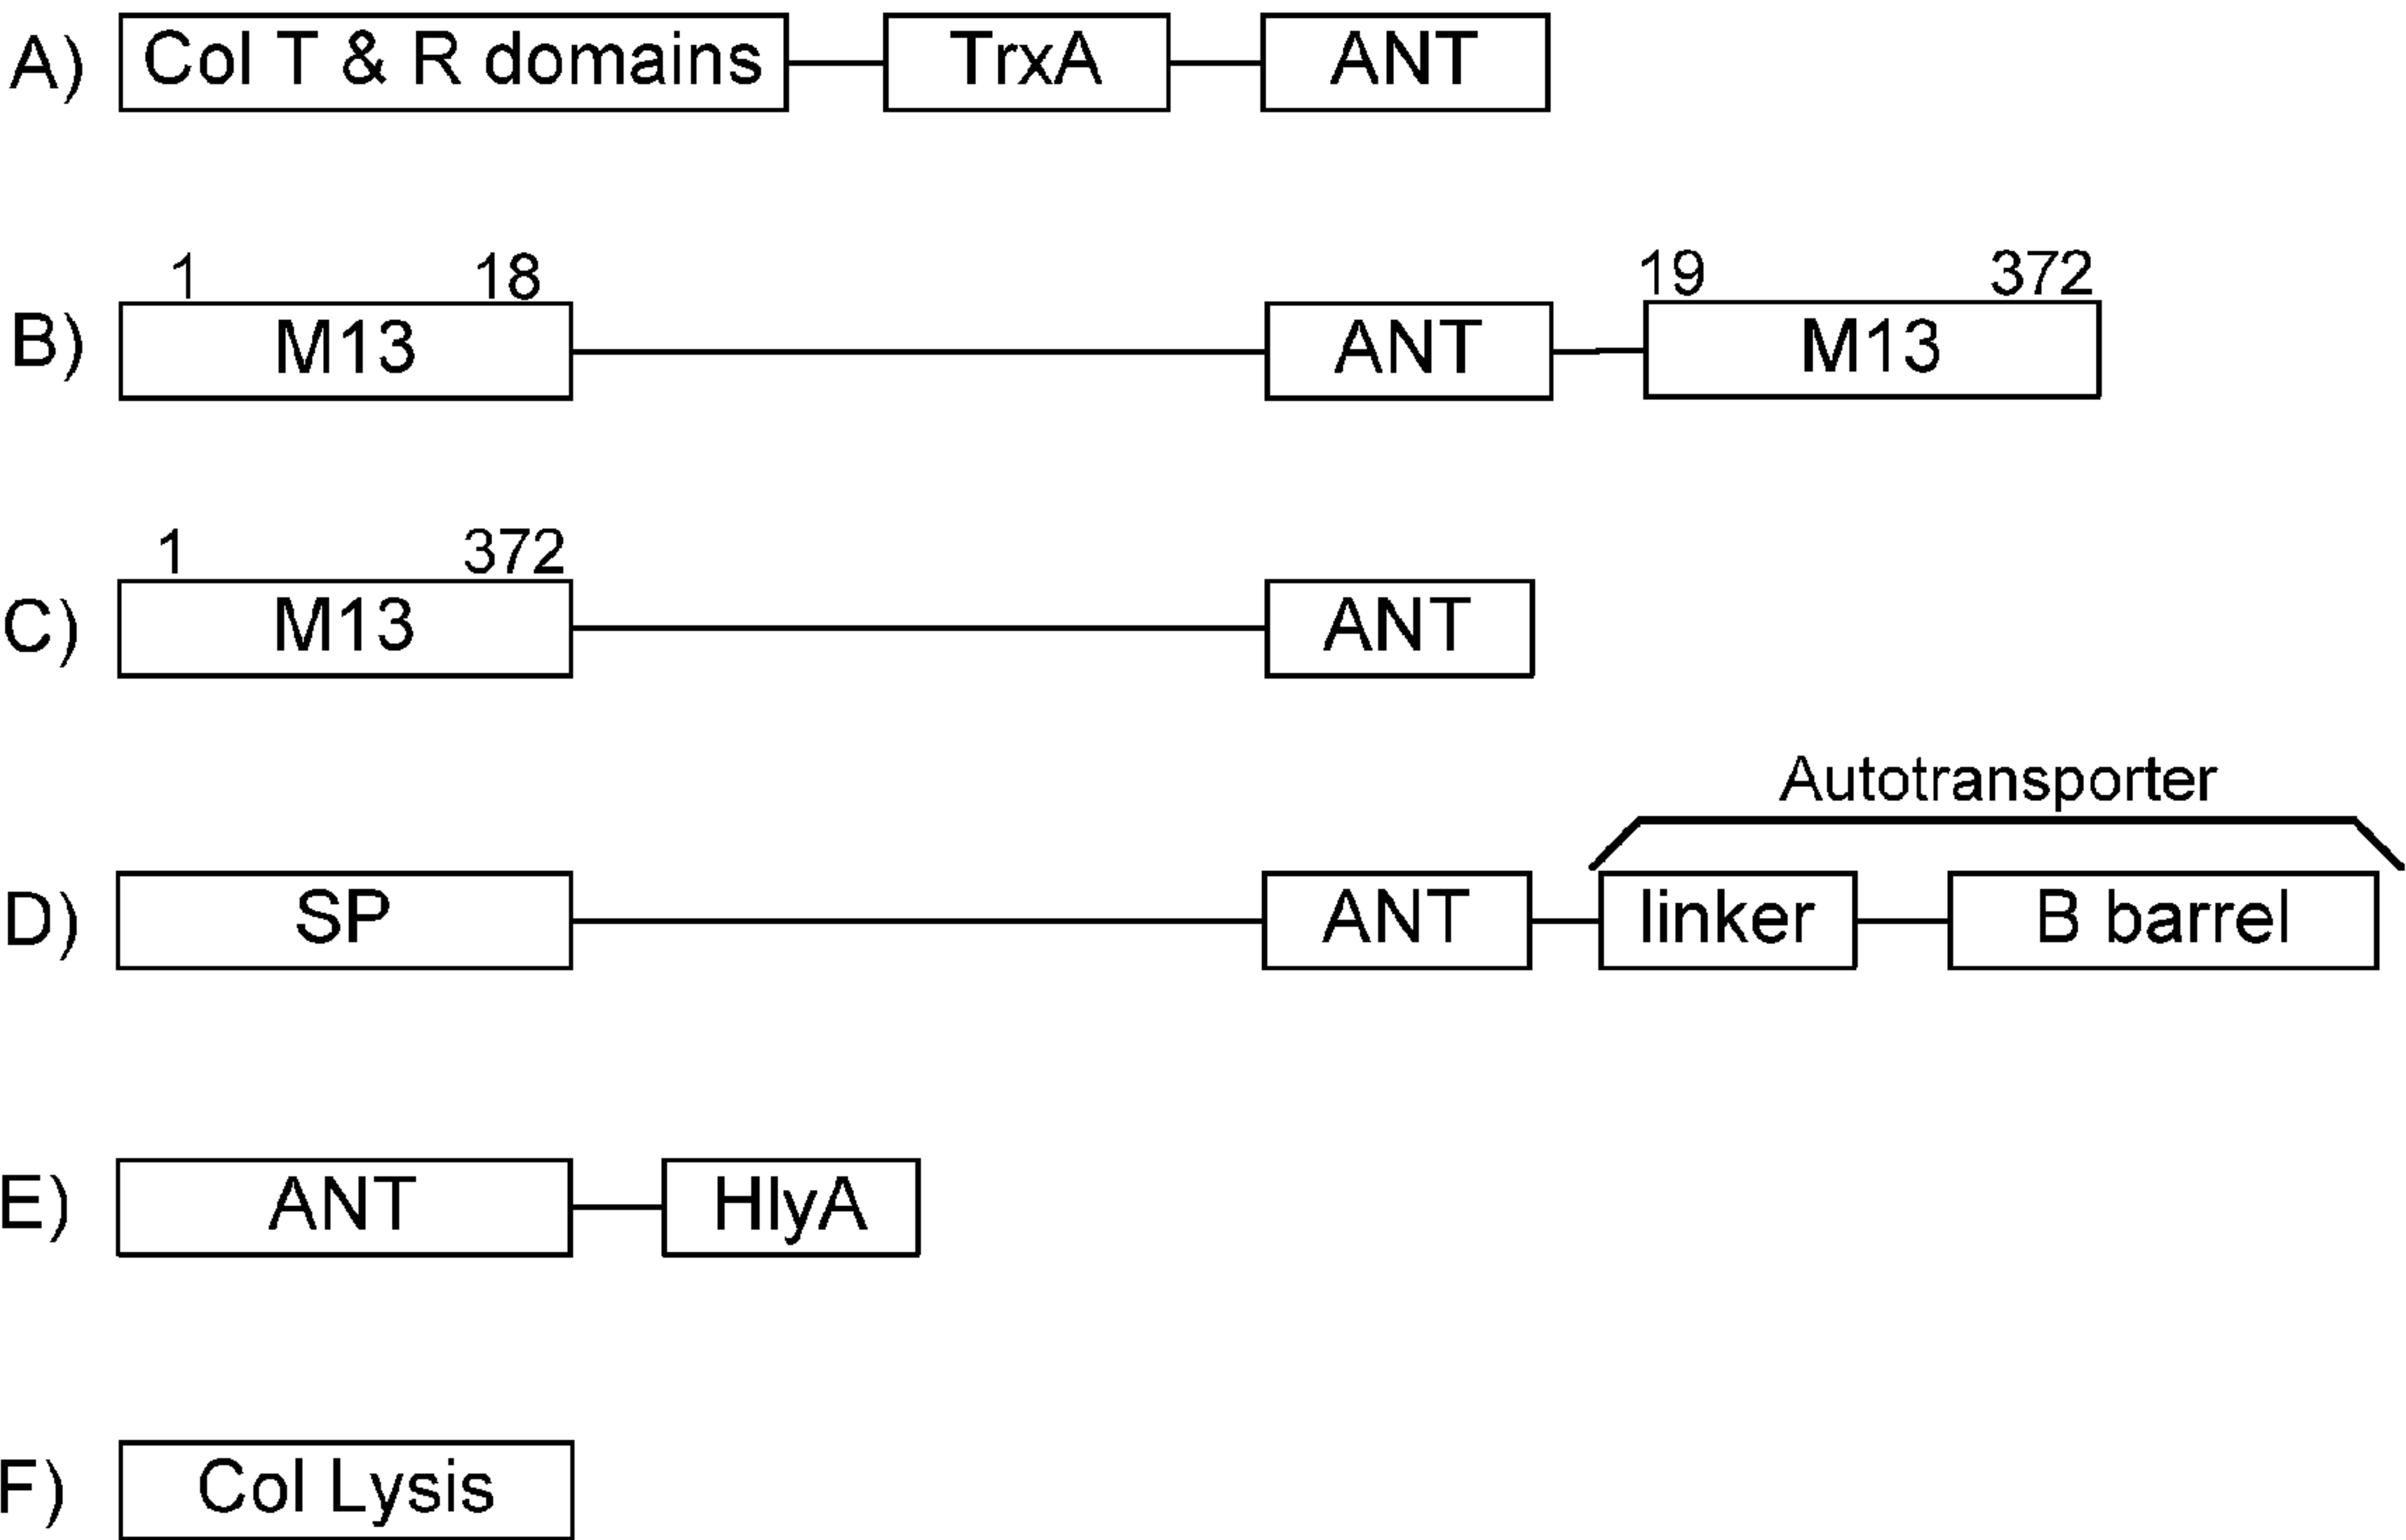 A) Col T & R domains TrxA ANT
1 18 19 372
B) M13 ANT M13
1 372
C) M13 ANT
Autotransporter
D) SP ANT linker B barrel
E) ANT HlyA
F) Col Lysis